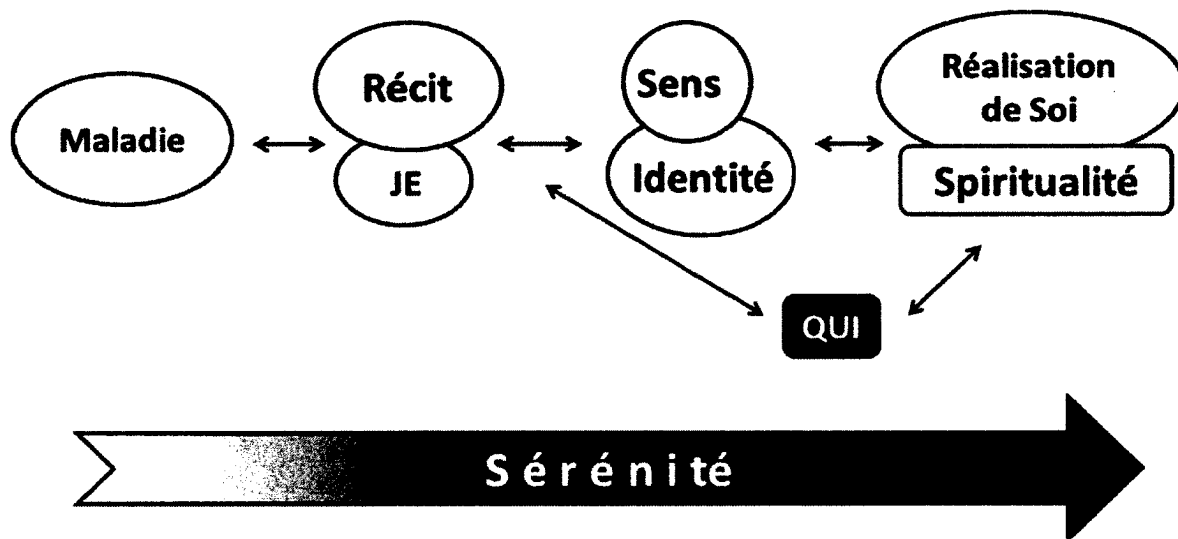 Maladie
Récit
JE
Sens
Identité
Réalisation
de Soi
Spiritualité
QUI
Sérénité